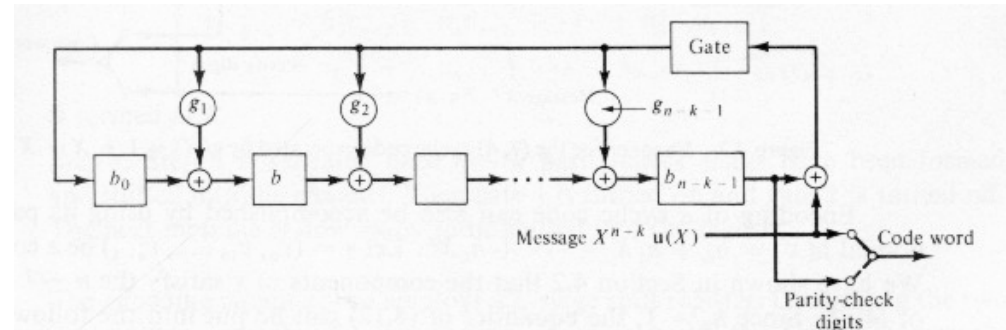 Gate
g₁
g₂
gₙ₋ₖ₋₁
b₀
b
bₙ₋ₖ₋₁
Message Xⁿ⁻ᵏ u(X)
Code word
Parity-check
digits